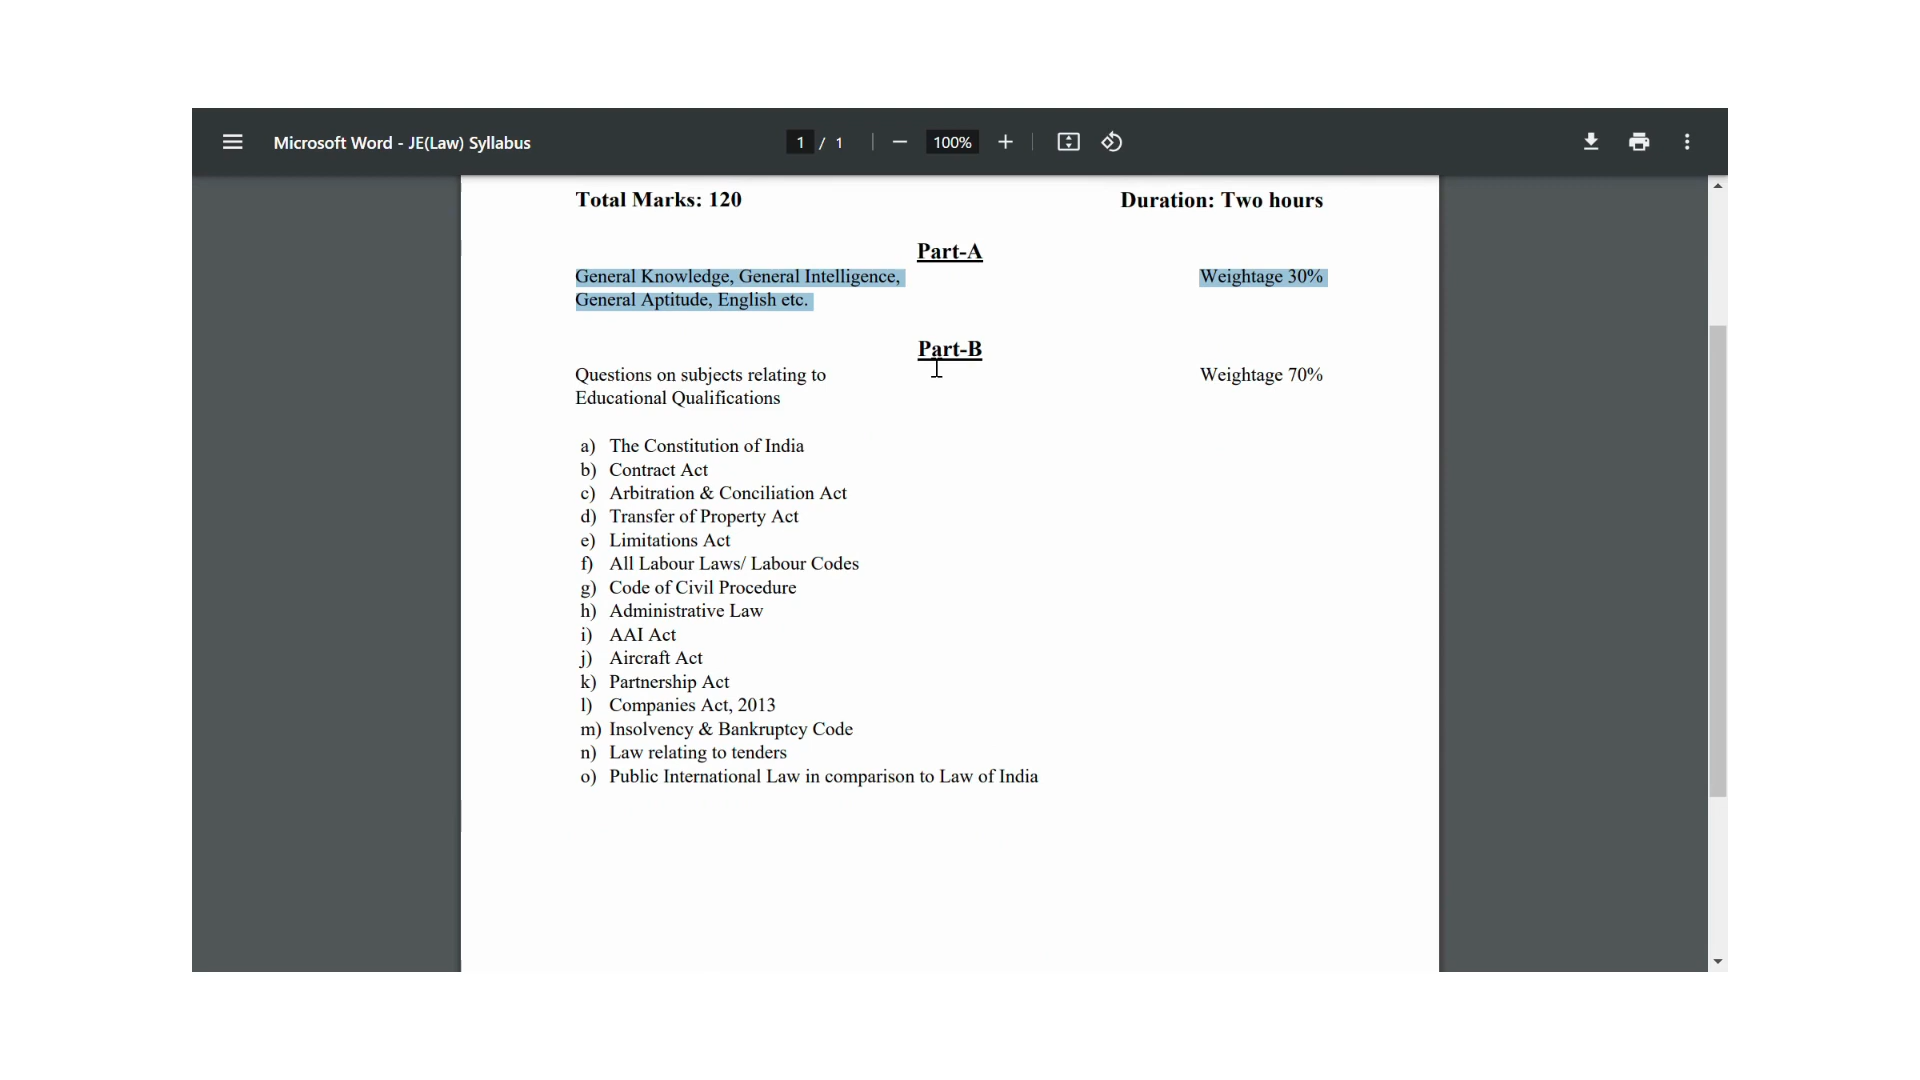 Microsoft Word - JE(Law) Syllabus 1 / 1 100%
Total Marks: 120 Duration: Two hours
Part-A
General Knowledge, General Intelligence, Weightage 30%
General Aptitude, English etc.
Part-B
Questions on subjects relating to Weightage 70%
Educational Qualifications
a) The Constitution of India
b) Contract Act
c) Arbitration & Conciliation Act
d) Transfer of Property Act
e) Limitations Act
f) All Labour Laws/ Labour Codes
g) Code of Civil Procedure
h) Administrative Law
i) AAI Act
j) Aircraft Act
k) Partnership Act
l) Companies Act, 2013
m) Insolvency & Bankruptcy Code
n) Law relating to tenders
o) Public International Law in comparison to Law of India